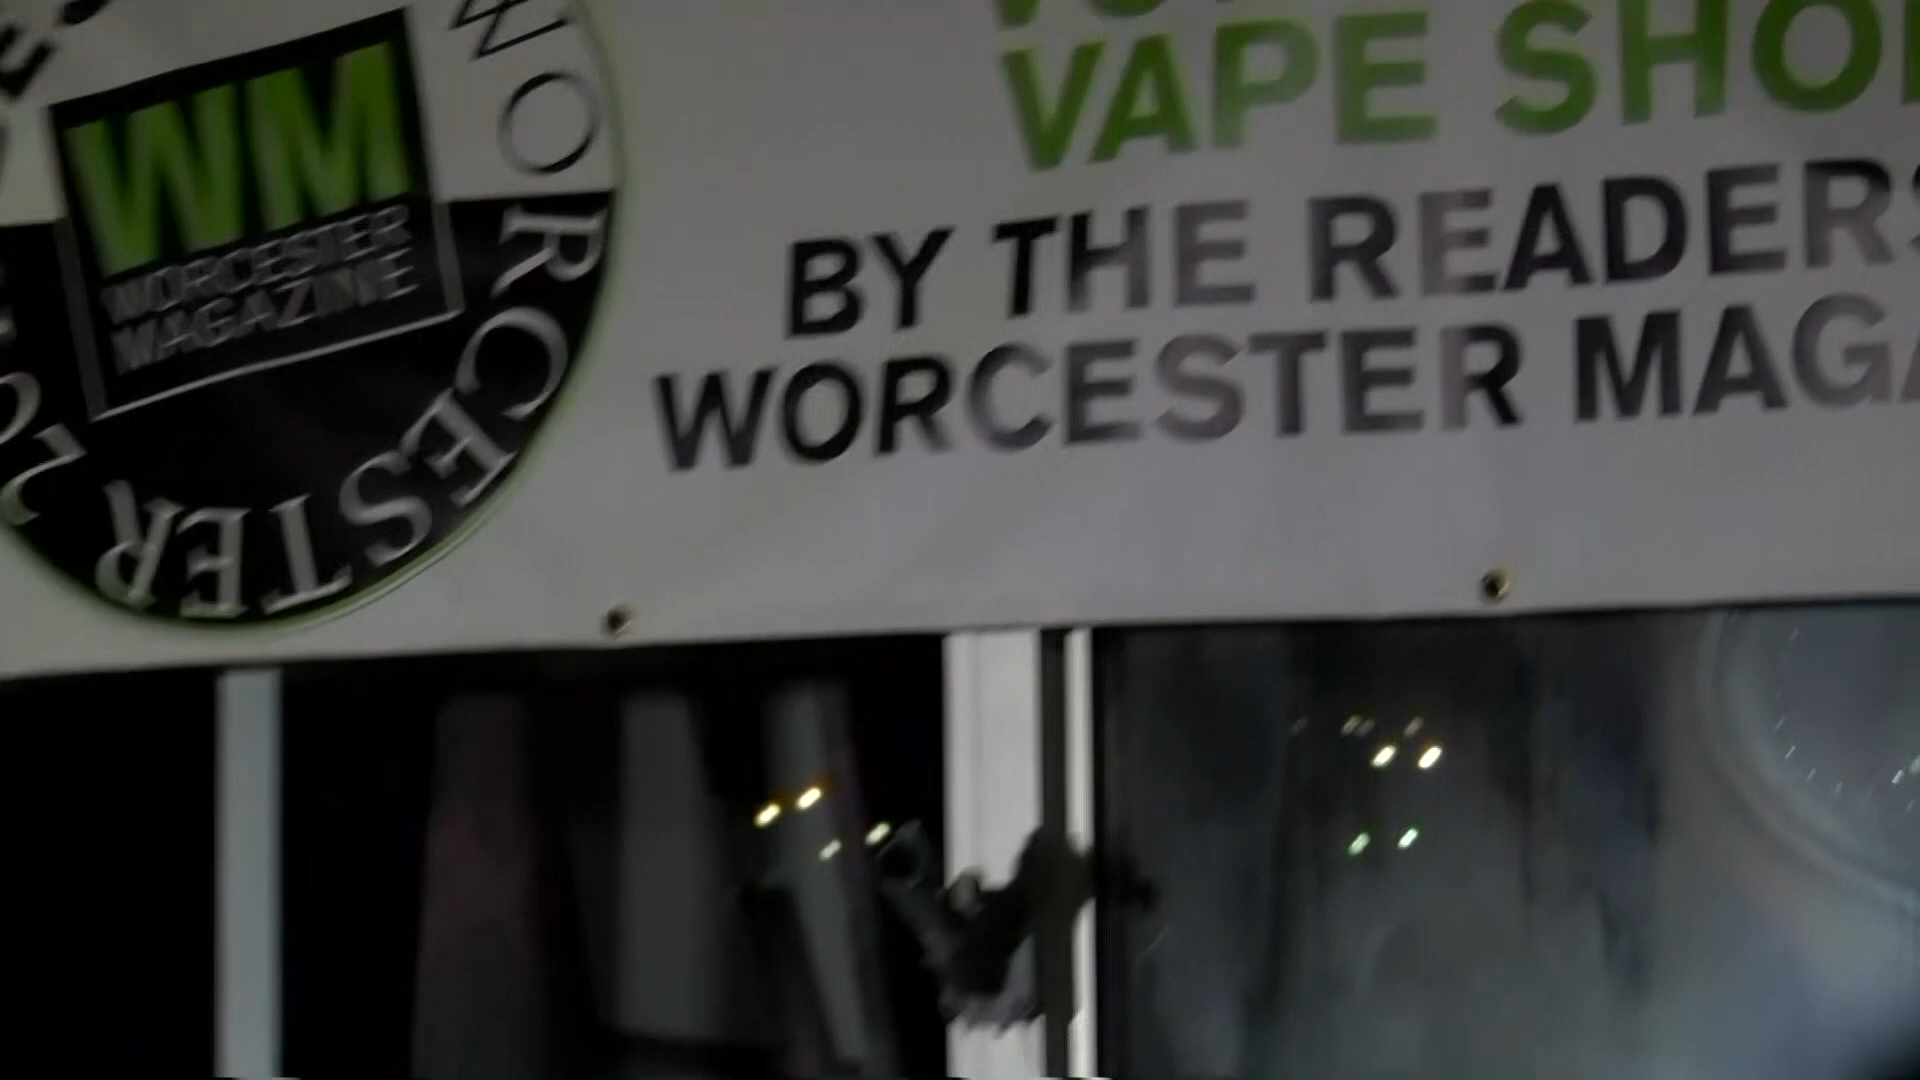 VAPE SHO
BY THE READERS
WORCESTER MAGA
WM
WORCESTER
MAGAZINE
WORCESTER